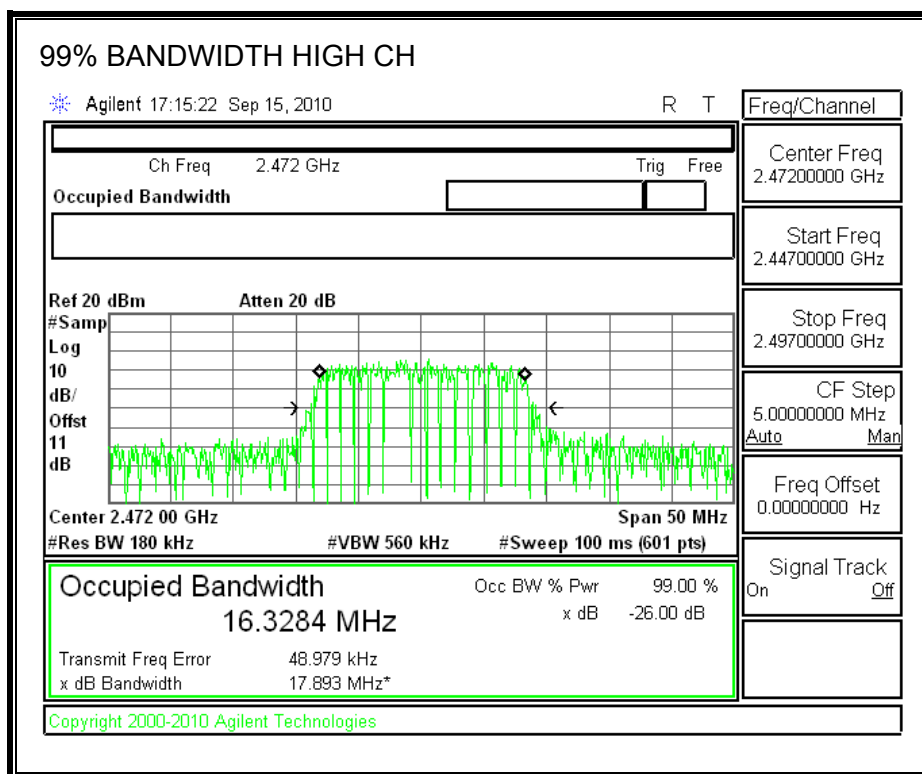 99% BANDWIDTH HIGH CH
Agilent 17:15:22 Sep 15, 2010 R T
Freq/Channel
Ch Freq 2.472 GHz Trig Free
Occupied Bandwidth
Center Freq
2.47200000 GHz
Start Freq
2.44700000 GHz
Stop Freq
2.49700000 GHz
CF Step
5.00000000 MHz
Auto Man
Freq Offset
0.00000000 Hz
Signal Track
On Off
Ref 20 dBm Atten 20 dB
#Samp
Log
10
dB/
Offst
11
dB
Center 2.472 00 GHz Span 50 MHz
#Res BW 180 kHz #VBW 560 kHz #Sweep 100 ms (601 pts)
Occupied Bandwidth Occ BW % Pwr 99.00 %
16.3284 MHz x dB -26.00 dB
Transmit Freq Error 48.979 kHz
x dB Bandwidth 17.893 MHz*
Copyright 2000-2010 Agilent Technologies